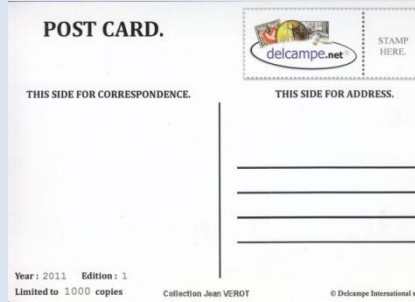 POST CARD.
delcampe.net
STAMP
HERE.
THIS SIDE FOR CORRESPONDENCE.
THIS SIDE FOR ADDRESS.
Year : 2011 Edition : 1
Limited to 1000 copies
Collection Jean VEROT
© Delcampe International